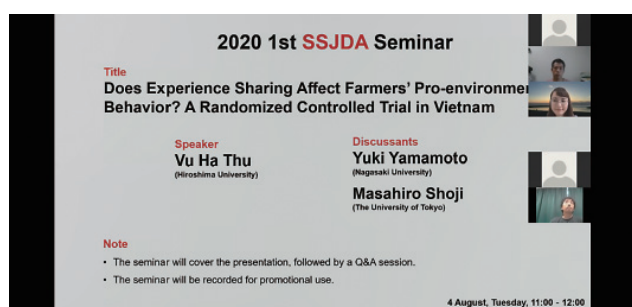 2020 1st SSJDA Seminar
Title
Does Experience Sharing Affect Farmers' Pro-environme
Behavior? A Randomized Controlled Trial in Vietnam
Speaker
Vu Ha Thu
(Hiroshima University)
Discussants
Yuki Yamamoto
(Nagasaki University)
Masahiro Shoji
(The University of Tokyo)
Note
• The seminar will cover the presentation, followed by a Q&A session.
• The seminar will be recorded for promotional use.
4 August, Tuesday, 11:00 - 12:00